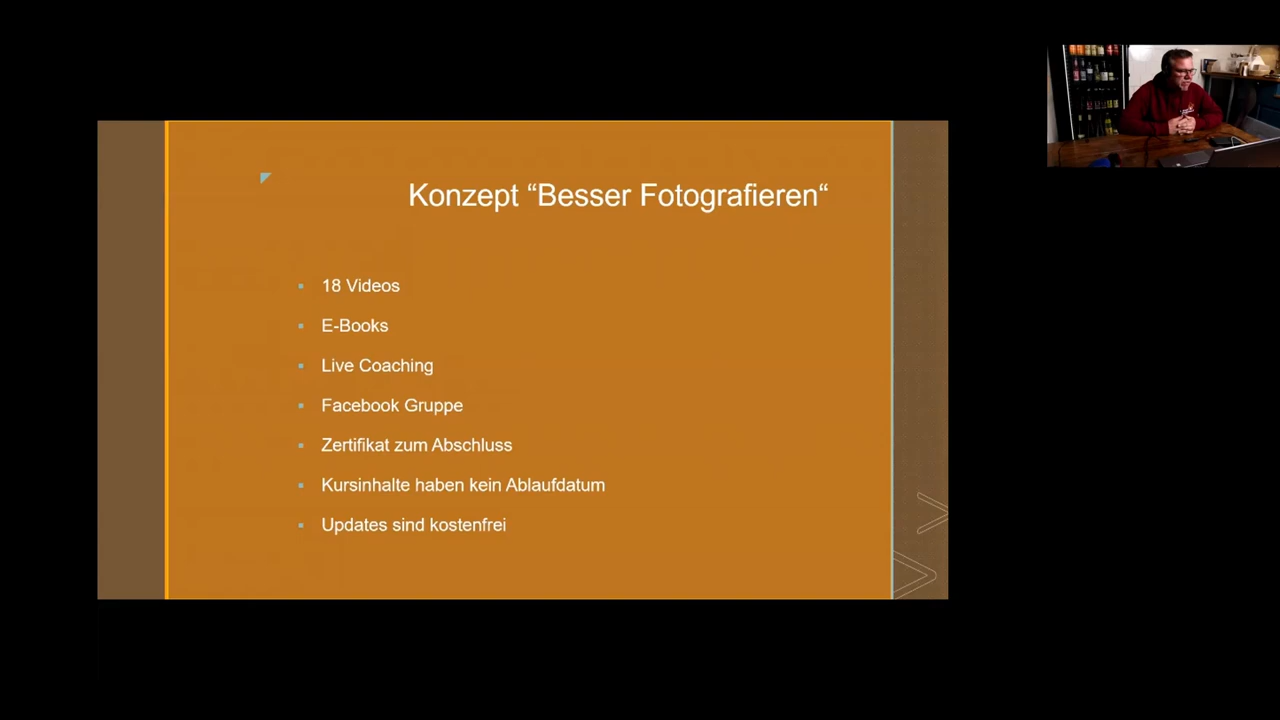 Konzept “Besser Fotografieren“
18 Videos
E-Books
Live Coaching
Facebook Gruppe
Zertifikat zum Abschluss
Kursinhalte haben kein Ablaufdatum
Updates sind kostenfrei